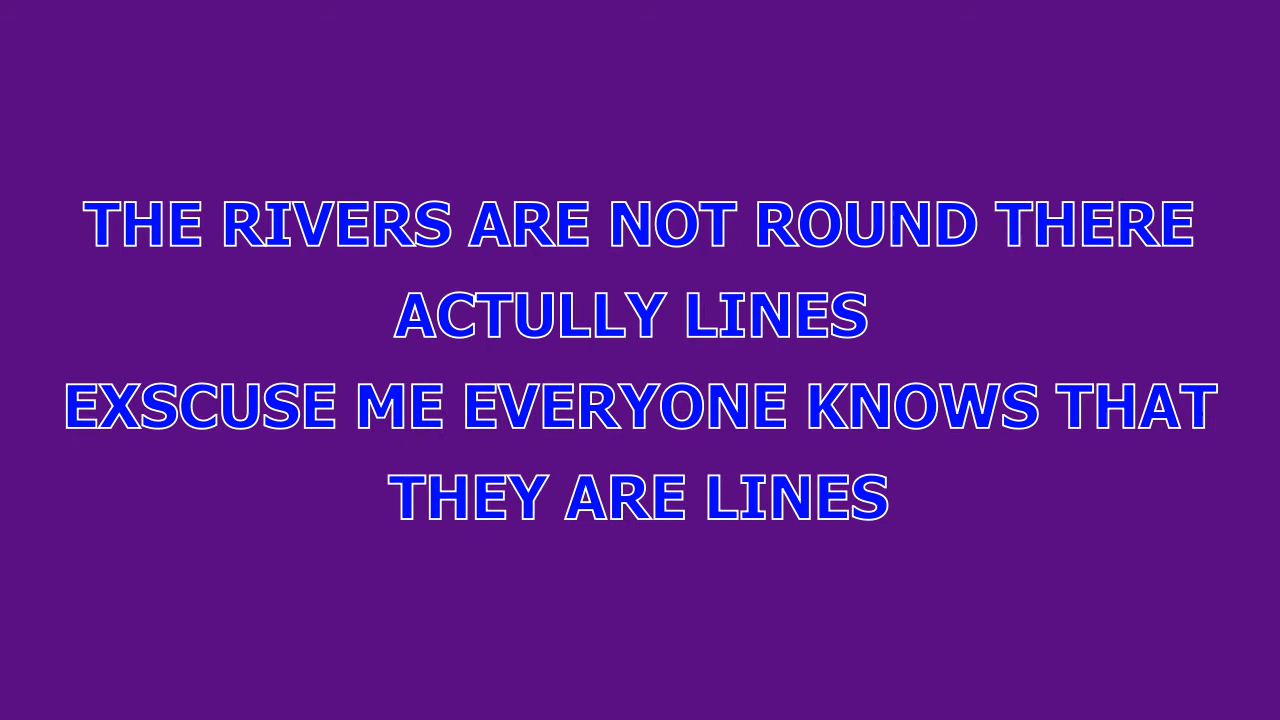 THE RIVERS ARE NOT ROUND THERE
ACTULLY LINES
EXSCUSE ME EVERYONE KNOWS THAT
THEY ARE LINES